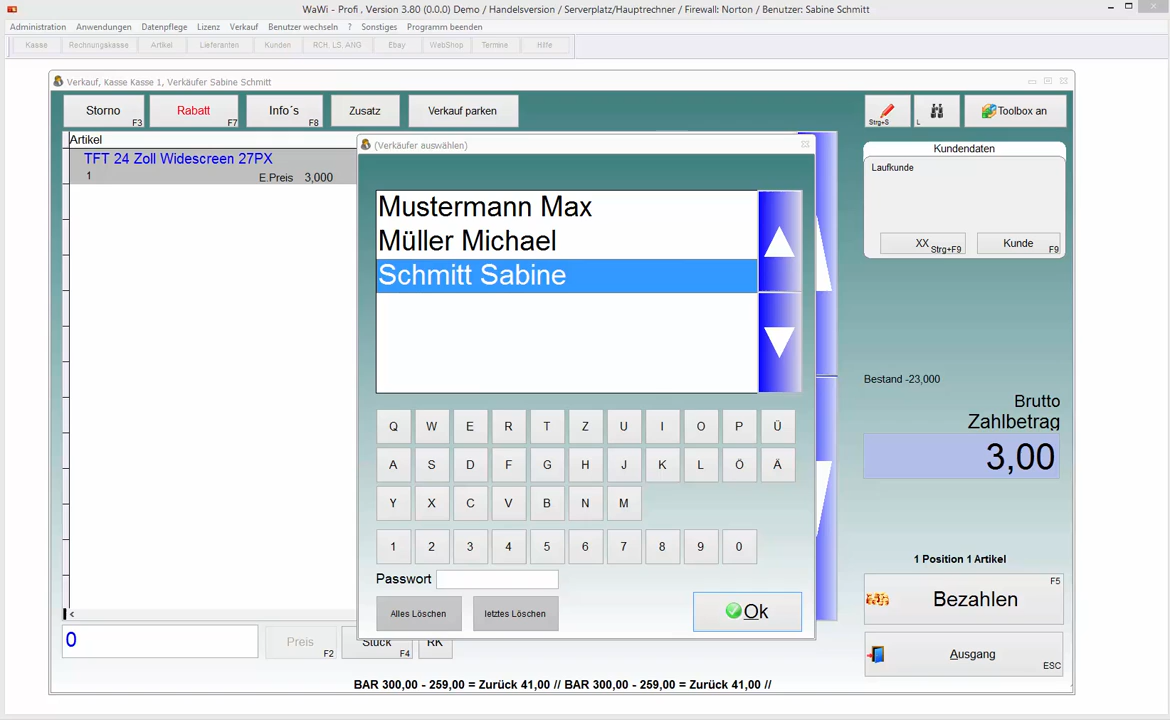 WaWi - Profi , Version 3.80 (0.0.0) Demo / Handelsversion / Serverplatz/Hauptrechner / Firewall: Norton / Benutzer: Sabine Schmitt
Administration Anwendungen Datenpflege Lizenz Verkauf Benutzer wechseln ? Sonstiges Programm beenden
Kasse Rechnungskasse Artikel Lieferanten Kunden RCH. LS. ANG Ebay WebShop Termine Hilfe
Verkauf, Kasse Kasse 1, Verkäufer Sabine Schmitt
Storno F3 Rabatt F7 Info´s F8 Zusatz Verkauf parken Strg+S L Toolbox an
Artikel
TFT 24 Zoll Widescreen 27PX
1 E.Preis 3,000
(Verkäufer auswählen)
Mustermann Max
Müller Michael
Schmitt Sabine
Q W E R T Z U I O P Ü
A S D F G H J K L Ö Ä
Y X C V B N M
1 2 3 4 5 6 7 8 9 0
Passwort
Alles Löschen letztes Löschen Ok
Kundendaten
Laufkunde
XX Strg+F9 Kunde F9
Bestand -23,000
Brutto
Zahlbetrag
3,00
1 Position 1 Artikel
Bezahlen F5
Ausgang ESC
<
0 Preis F2 Stück F4 RK
BAR 300,00 - 259,00 = Zurück 41,00 // BAR 300,00 - 259,00 = Zurück 41,00 //